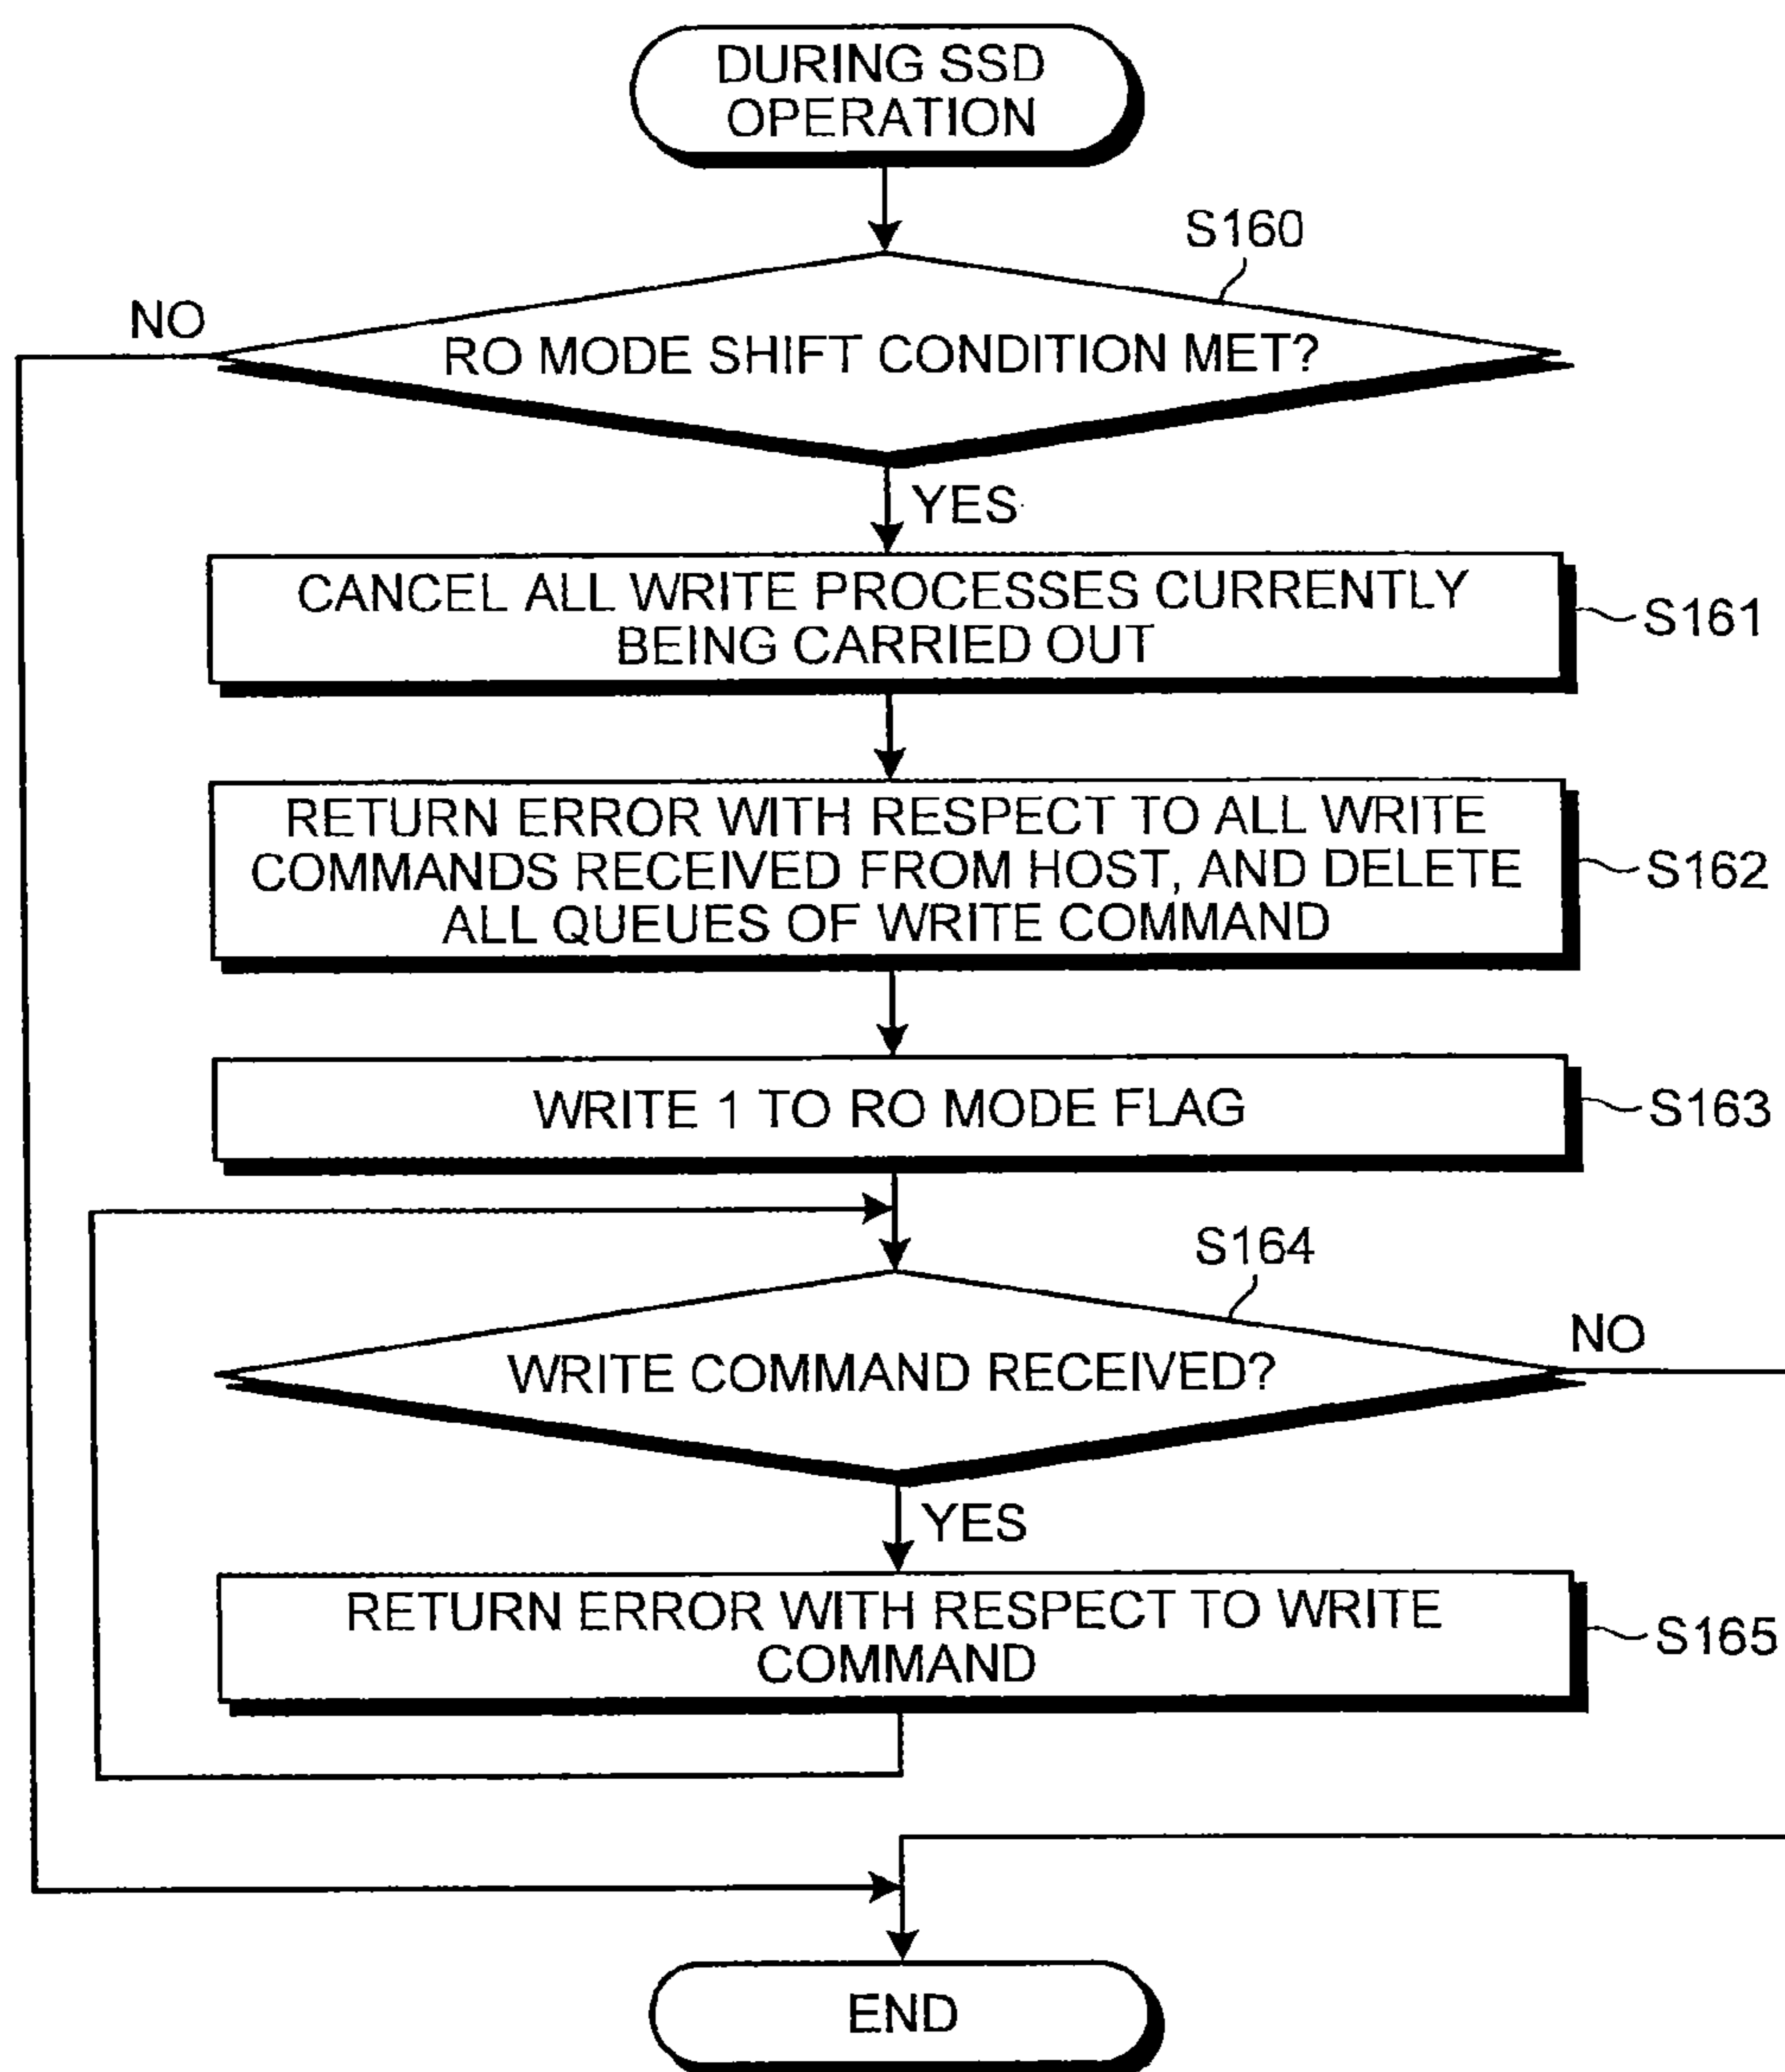 DURING SSD
OPERATION
S160
NO
RO MODE SHIFT CONDITION MET?
YES
CANCEL ALL WRITE PROCESSES CURRENTLY
BEING CARRIED OUT
S161
RETURN ERROR WITH RESPECT TO ALL WRITE
COMMANDS RECEIVED FROM HOST, AND DELETE
ALL QUEUES OF WRITE COMMAND
S162
WRITE 1 TO RO MODE FLAG
S163
S164
NO
WRITE COMMAND RECEIVED?
YES
RETURN ERROR WITH RESPECT TO WRITE
COMMAND
S165
END